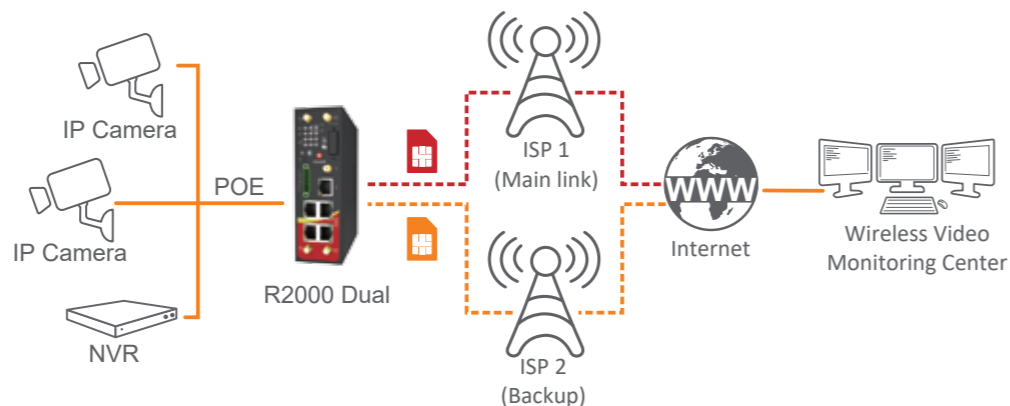 IP Camera
IP Camera
NVR
POE
R2000 Dual
ISP 1
(Main link)
ISP 2
(Backup)
WWW
Internet
Wireless Video
Monitoring Center